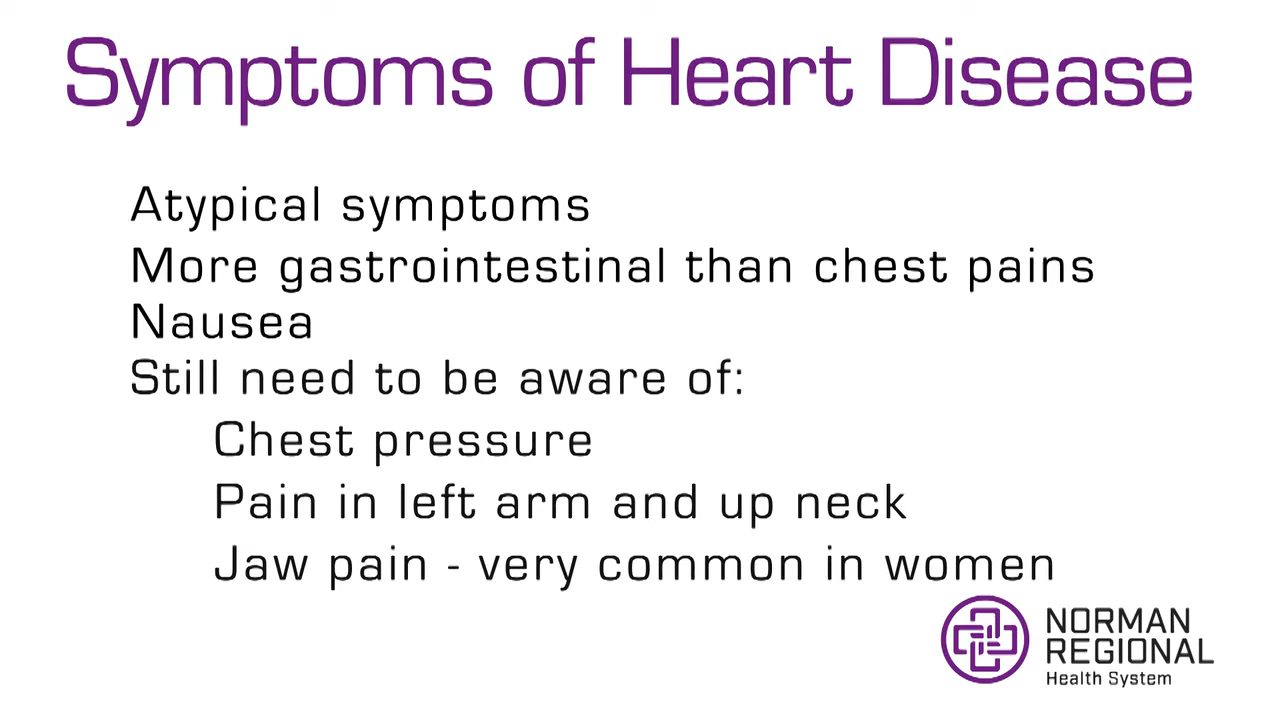 Symptoms of Heart Disease
Atypical symptoms
More gastrointestinal than chest pains
Nausea
Still need to be aware of:
Chest pressure
Pain in left arm and up neck
Jaw pain - very common in women
NORMAN
REGIONAL
Health System